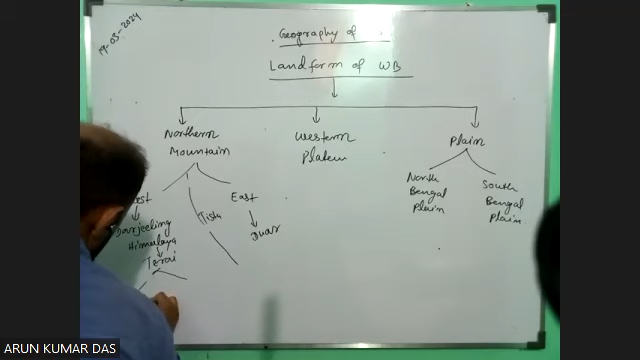 19-03-2024
Geography of
Landform of WB
Northern
Mountain
Western
Plateau
Plain
North
Bengal
Plain
South
Bengal
Plain
est
East
Darjeeling
Himalaya
Tista
Duar
Terai
ARUN KUMAR DAS